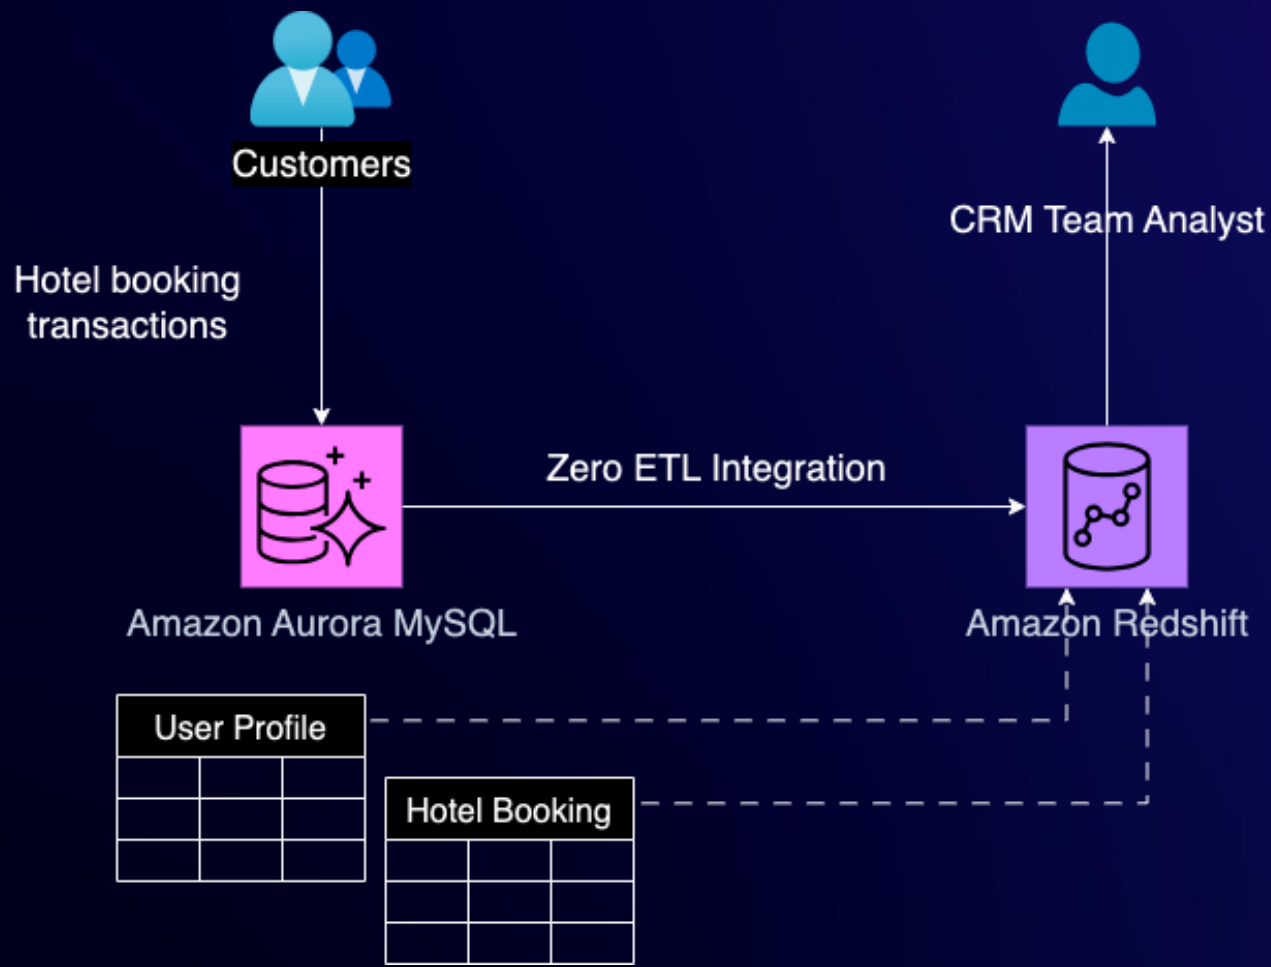 Customers
CRM Team Analyst
Hotel booking
transactions
Zero ETL Integration
Amazon Aurora MySQL
Amazon Redshift
User Profile
Hotel Booking